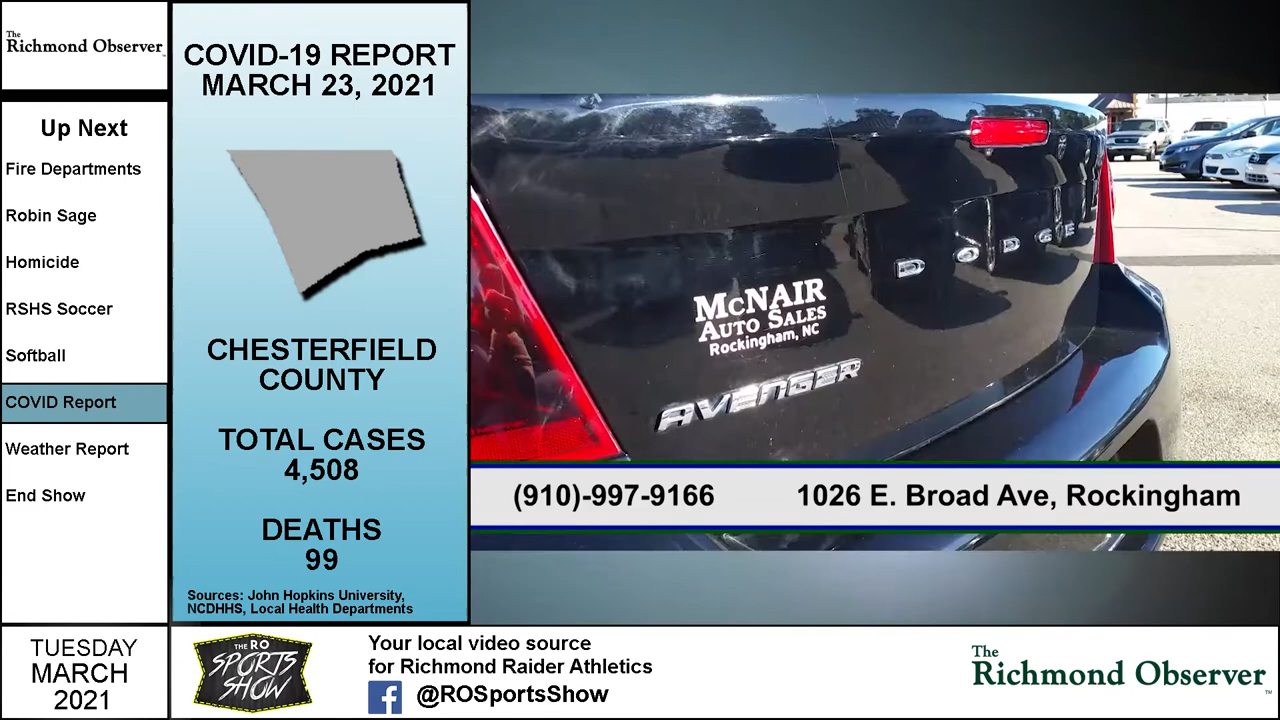 The
Richmond Observer
Up Next
Fire Departments
Robin Sage
Homicide
RSHS Soccer
Softball
COVID Report
Weather Report
End Show
TUESDAY
MARCH
2021
COVID-19 REPORT
MARCH 23, 2021
CHESTERFIELD
COUNTY
TOTAL CASES
4,508
DEATHS
99
Sources: John Hopkins University,
NCDHHS, Local Health Departments
DODGE
McNAIR
AUTO SALES
Rockingham, NC
AVENGER
(910)-997-9166 1026 E. Broad Ave, Rockingham
THE RO
SPORTS
SHOW
Your local video source
for Richmond Raider Athletics
@ROSportsShow
The
Richmond Observer
TM